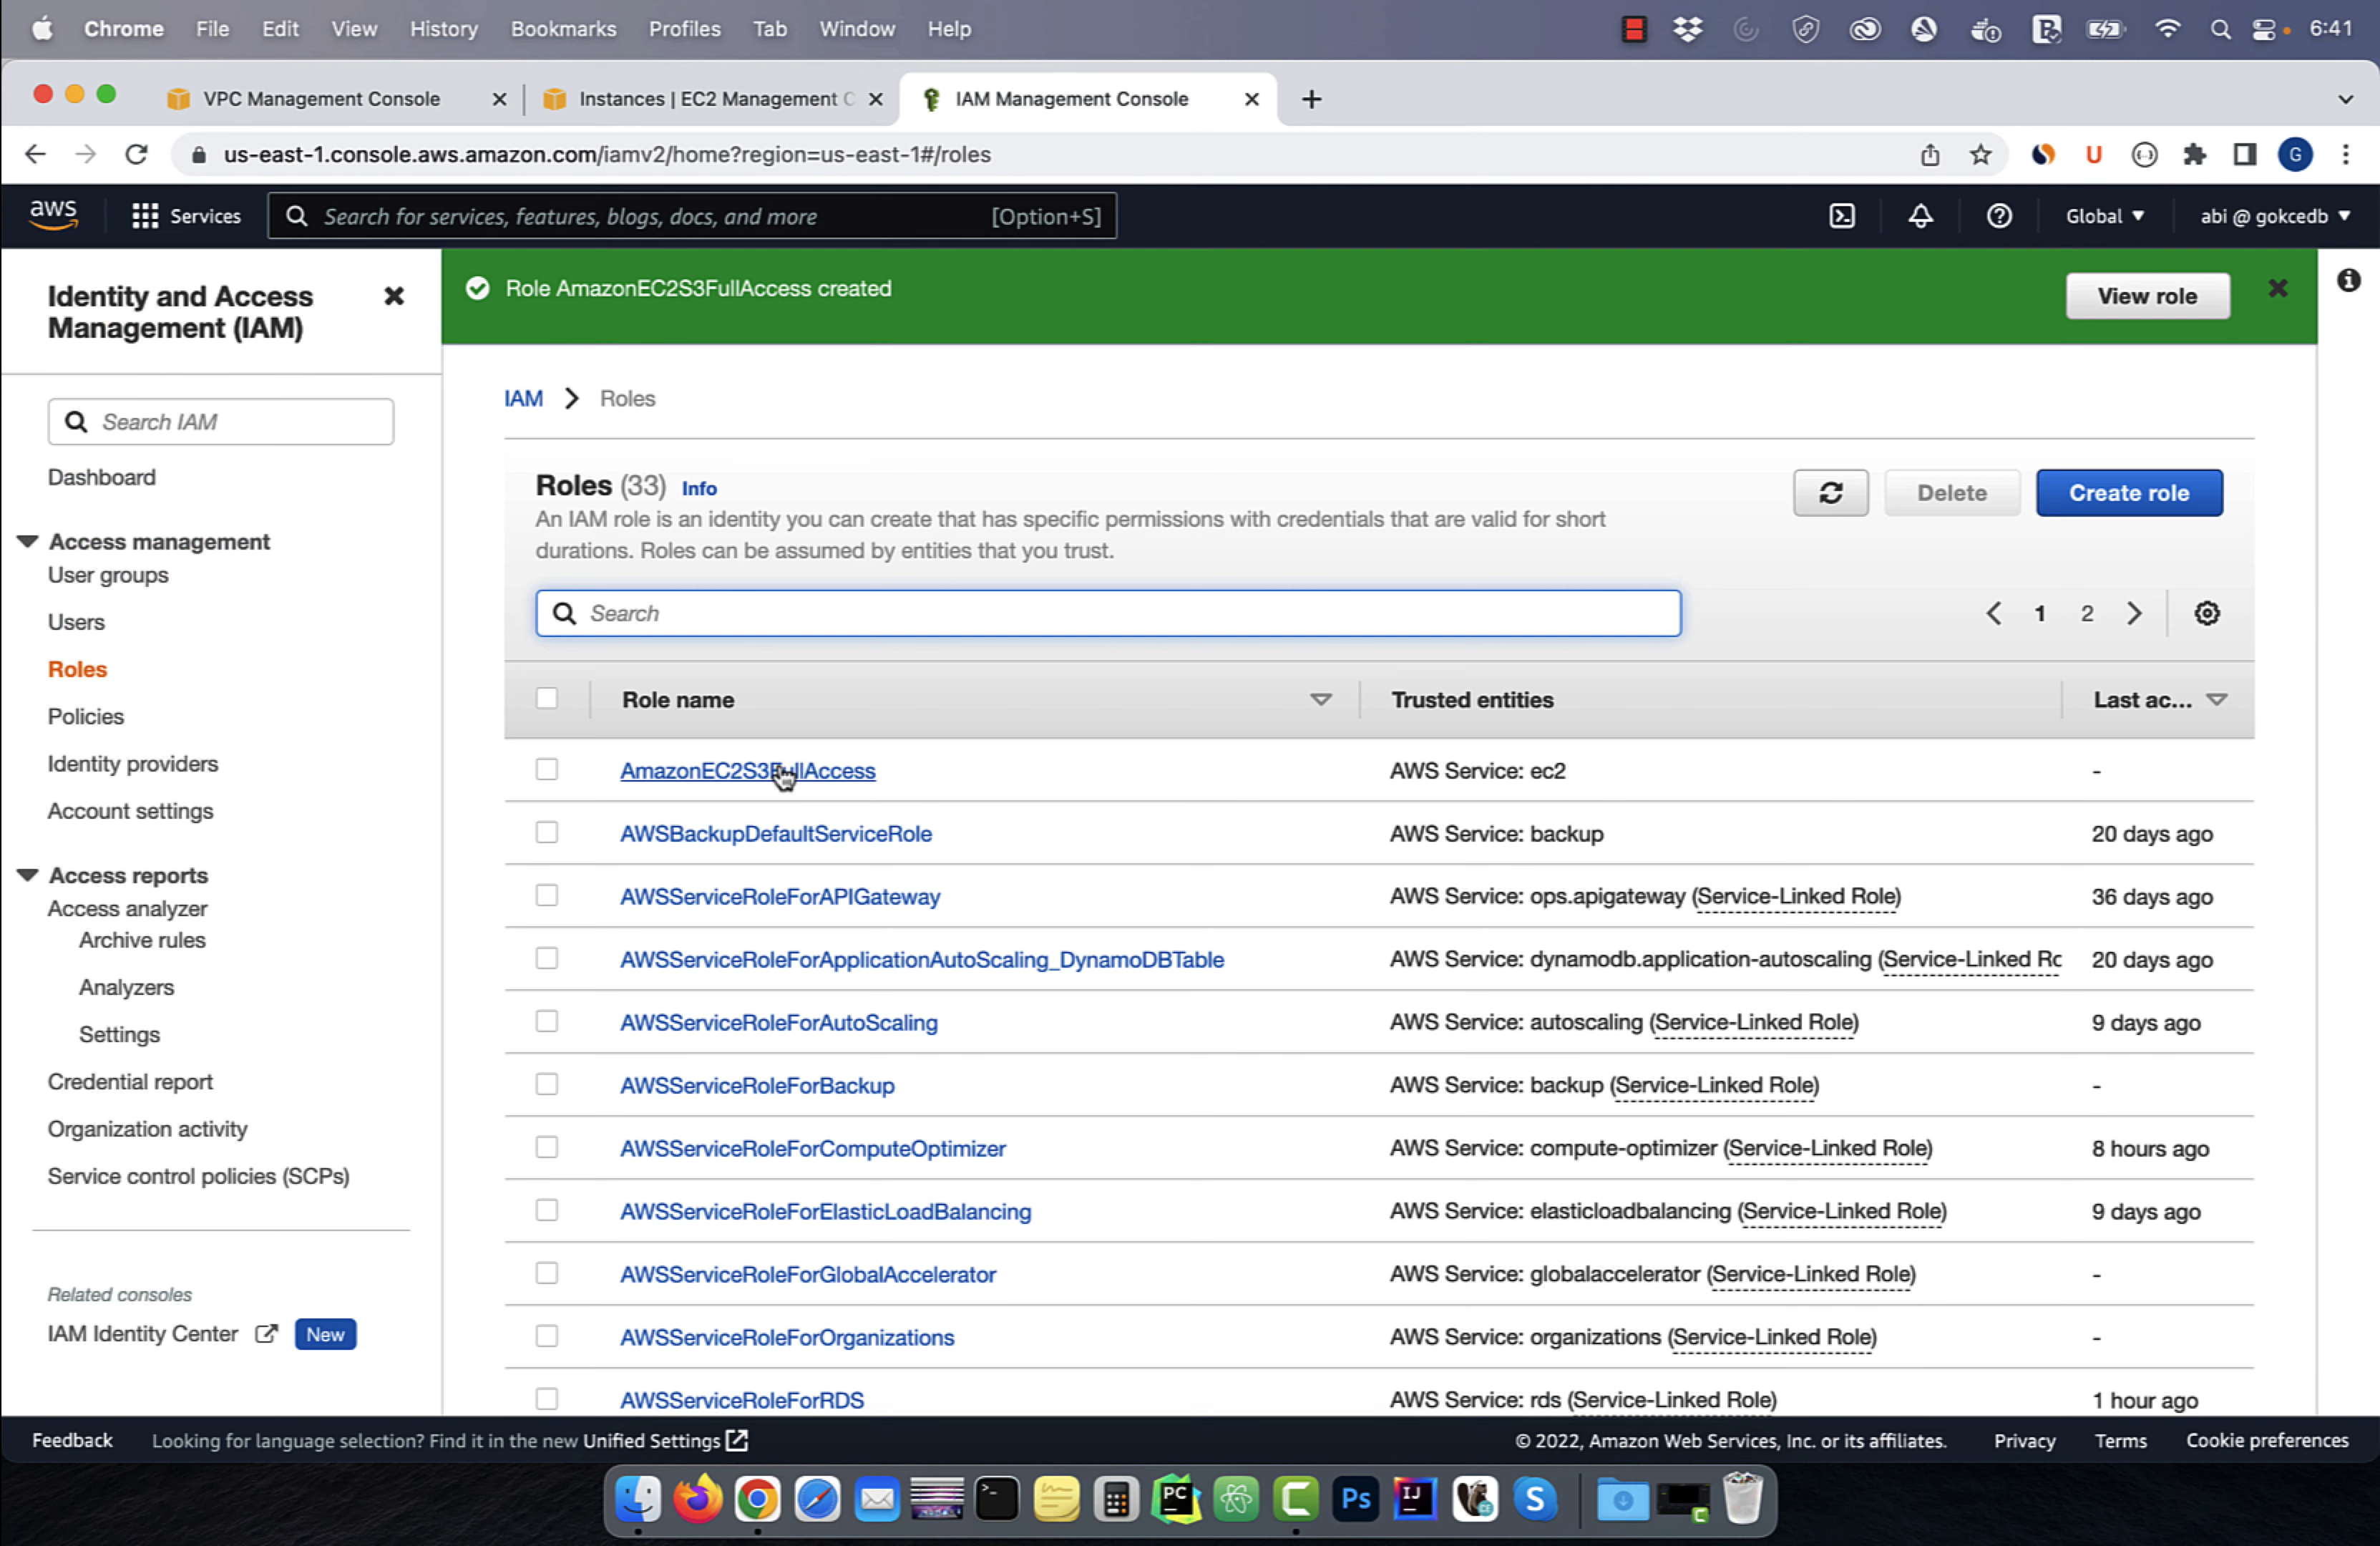 Chrome File Edit View History Bookmarks Profiles Tab Window Help 6:41
VPC Management Console
Instances | EC2 Management C
IAM Management Console
us-east-1.console.aws.amazon.com/iamv2/home?region=us-east-1#/roles
U
G
aws
Services
Search for services, features, blogs, docs, and more [Option+S]
Global
abi @ gokcedb
Identity and Access
Management (IAM)
Search IAM
Dashboard
Access management
User groups
Users
Roles
Policies
Identity providers
Account settings
Access reports
Access analyzer
Archive rules
Analyzers
Settings
Credential report
Organization activity
Service control policies (SCPs)
Related consoles
IAM Identity Center New
Role AmazonEC2S3FullAccess created
View role
IAM > Roles
Roles (33) Info
An IAM role is an identity you can create that has specific permissions with credentials that are valid for short
durations. Roles can be assumed by entities that you trust.
Delete
Create role
Search
1 2
Role name Trusted entities Last ac...
AmazonEC2S3FullAccess AWS Service: ec2 -
AWSBackupDefaultServiceRole AWS Service: backup 20 days ago
AWSServiceRoleForAPIGateway AWS Service: ops.apigateway (Service-Linked Role) 36 days ago
AWSServiceRoleForApplicationAutoScaling_DynamoDBTable AWS Service: dynamodb.application-autoscaling (Service-Linked Rc 20 days ago
AWSServiceRoleForAutoScaling AWS Service: autoscaling (Service-Linked Role) 9 days ago
AWSServiceRoleForBackup AWS Service: backup (Service-Linked Role) -
AWSServiceRoleForComputeOptimizer AWS Service: compute-optimizer (Service-Linked Role) 8 hours ago
AWSServiceRoleForElasticLoadBalancing AWS Service: elasticloadbalancing (Service-Linked Role) 9 days ago
AWSServiceRoleForGlobalAccelerator AWS Service: globalaccelerator (Service-Linked Role) -
AWSServiceRoleForOrganizations AWS Service: organizations (Service-Linked Role) -
AWSServiceRoleForRDS AWS Service: rds (Service-Linked Role) 1 hour ago
Feedback Looking for language selection? Find it in the new Unified Settings © 2022, Amazon Web Services, Inc. or its affiliates. Privacy Terms Cookie preferences
PC
C
Ps
IJ
S